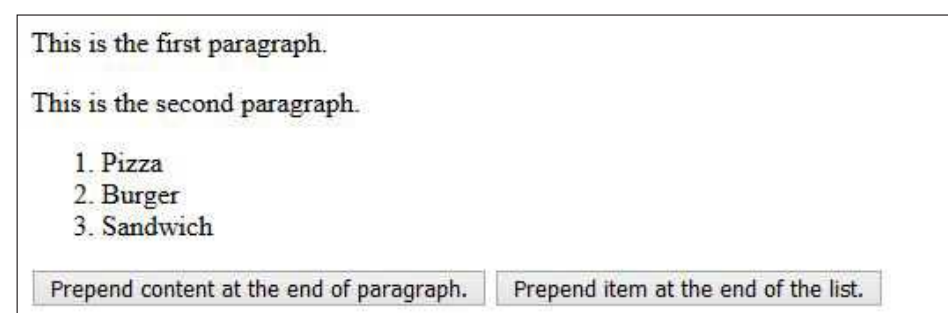 This is the first paragraph.
This is the second paragraph.
1. Pizza
2. Burger
3. Sandwich
Prepend content at the end of paragraph. Prepend item at the end of the list.